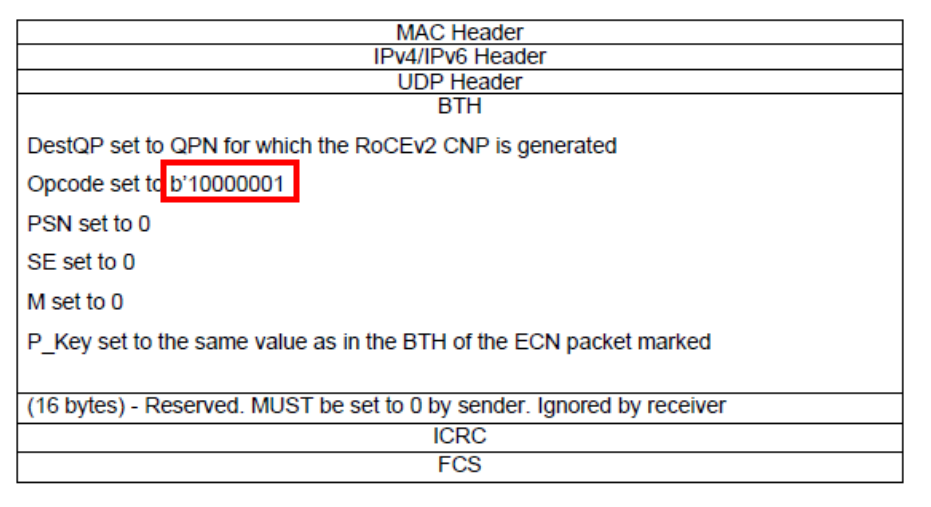 MAC Header
IPv4/IPv6 Header
UDP Header
BTH
DestQP set to QPN for which the RoCEv2 CNP is generated
Opcode set to b'10000001
PSN set to 0
SE set to 0
M set to 0
P_Key set to the same value as in the BTH of the ECN packet marked
(16 bytes) - Reserved. MUST be set to 0 by sender. Ignored by receiver
ICRC
FCS